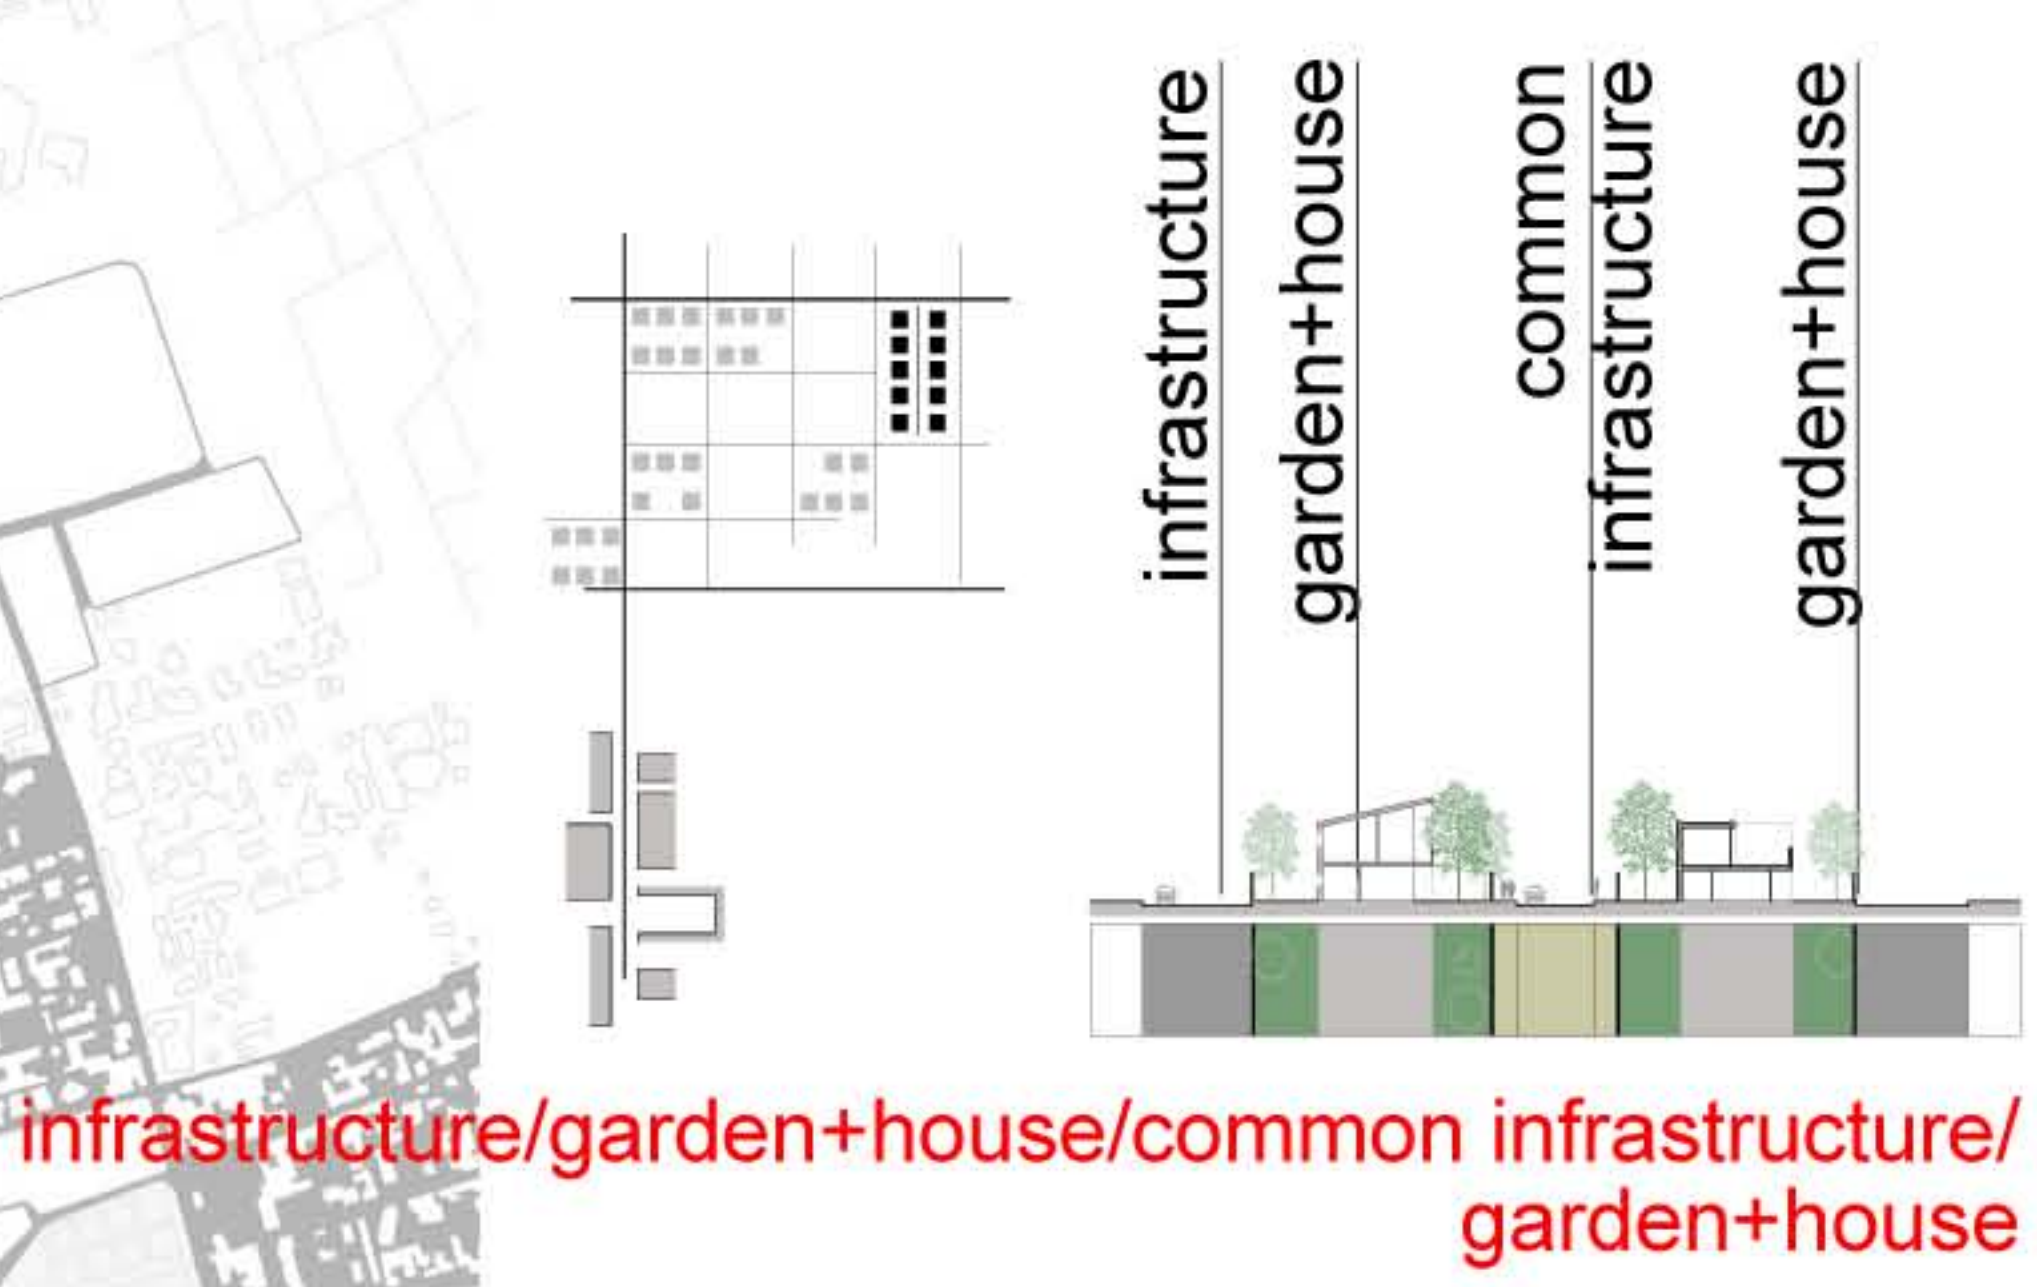 infrastructure
garden+house
common
infrastructure
garden+house
infrastructure/garden+house/common infrastructure/
garden+house